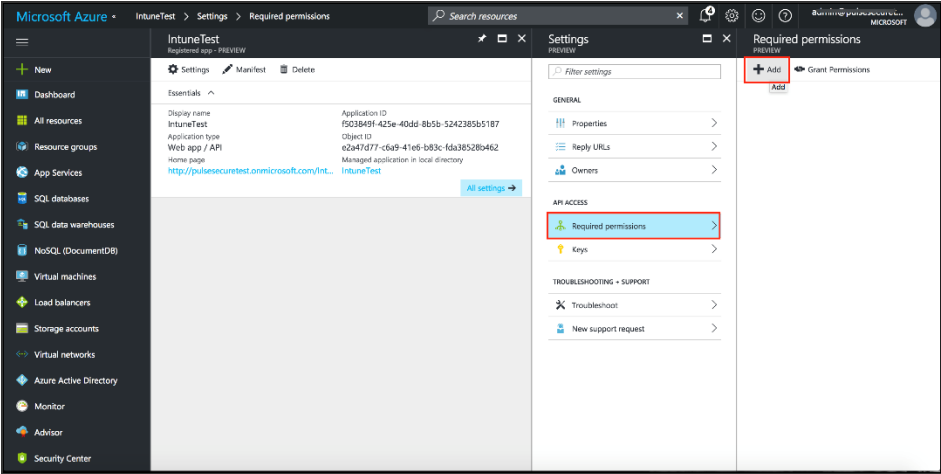 Microsoft Azure
IntuneTest > Settings > Required permissions
Search resources
4
MICROSOFT
New
Dashboard
All resources
Resource groups
App Services
SQL databases
SQL data warehouses
NoSQL (DocumentDB)
Virtual machines
Load balancers
Storage accounts
Virtual networks
Azure Active Directory
Monitor
Advisor
Security Center
IntuneTest
Registered app - PREVIEW
Settings Manifest Delete
Essentials
Display name
IntuneTest
Application type
Web app / API
Home page
http://pulsesecuretest.onmicrosoft.com/Int...
Application ID
f503849f-425e-40dd-8b5b-5242385b5187
Object ID
e2a47d77-c6a9-41e6-b83c-fda38528b462
Managed application in local directory
IntuneTest
All settings
Settings
PREVIEW
Filter settings
GENERAL
Properties
Reply URLs
Owners
API ACCESS
Required permissions
Keys
TROUBLESHOOTING + SUPPORT
Troubleshoot
New support request
Required permissions
PREVIEW
Add Grant Permissions
Add